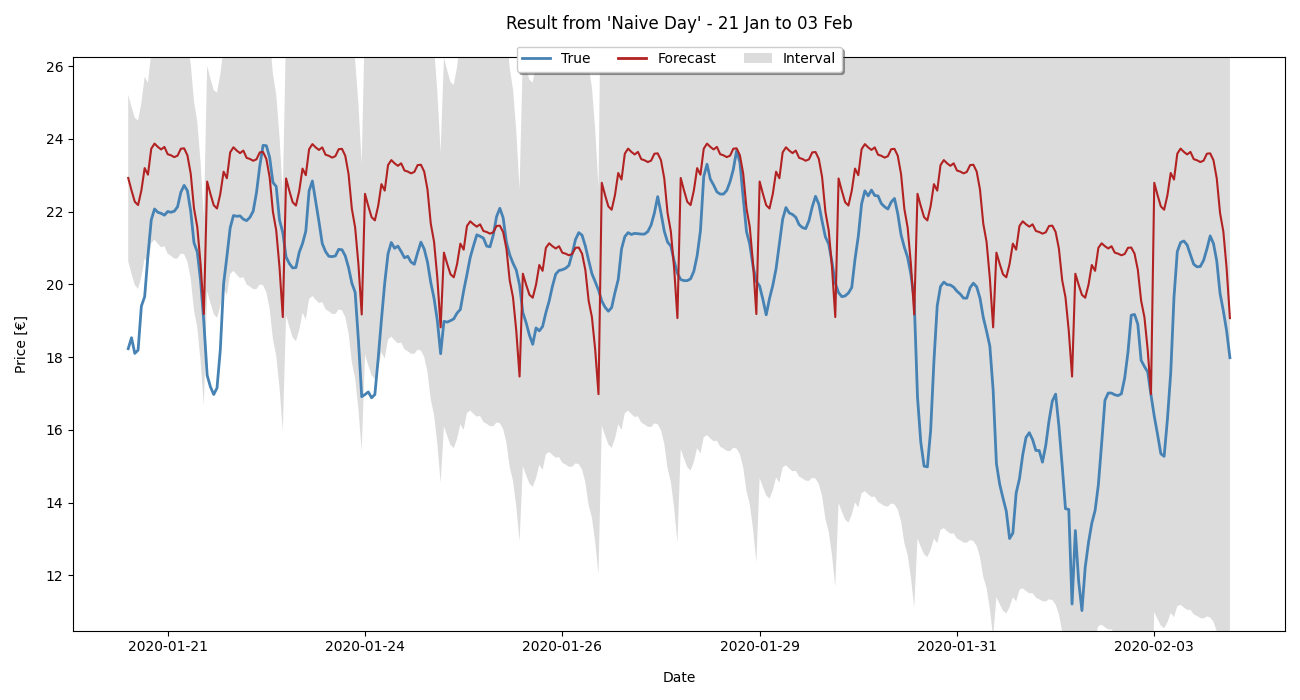 Result from 'Naive Day' - 21 Jan to 03 Feb
True Forecast Interval
26
24
22
20
18
16
14
12
Price [€]
2020-01-21 2020-01-24 2020-01-26 2020-01-29 2020-01-31 2020-02-03
Date